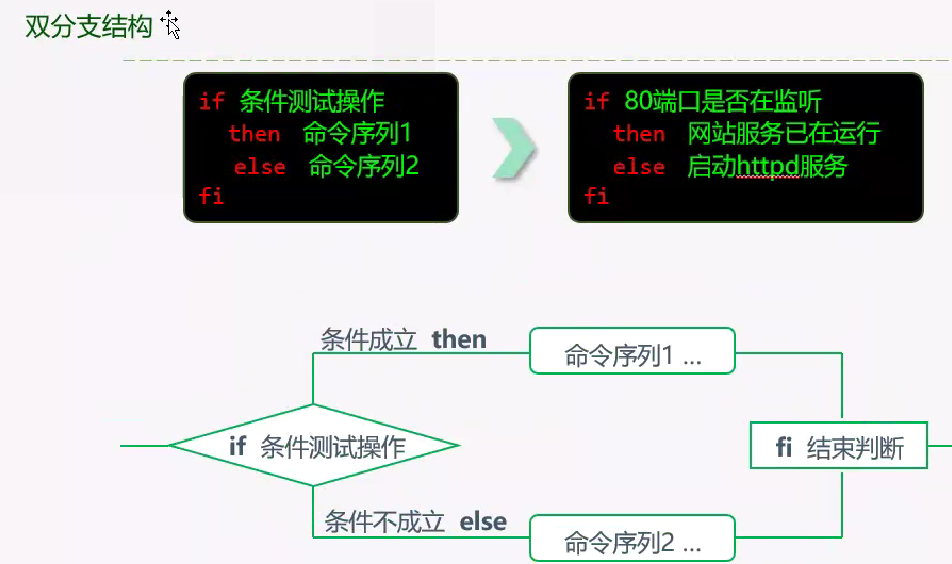 双分支结构
if 条件测试操作
then 命令序列1
else 命令序列2
fi
if 80端口是否在监听
then 网站服务已在运行
else 启动httpd服务
fi
条件成立 then
命令序列1 ...
if 条件测试操作
fi 结束判断
条件不成立 else
命令序列2 ...